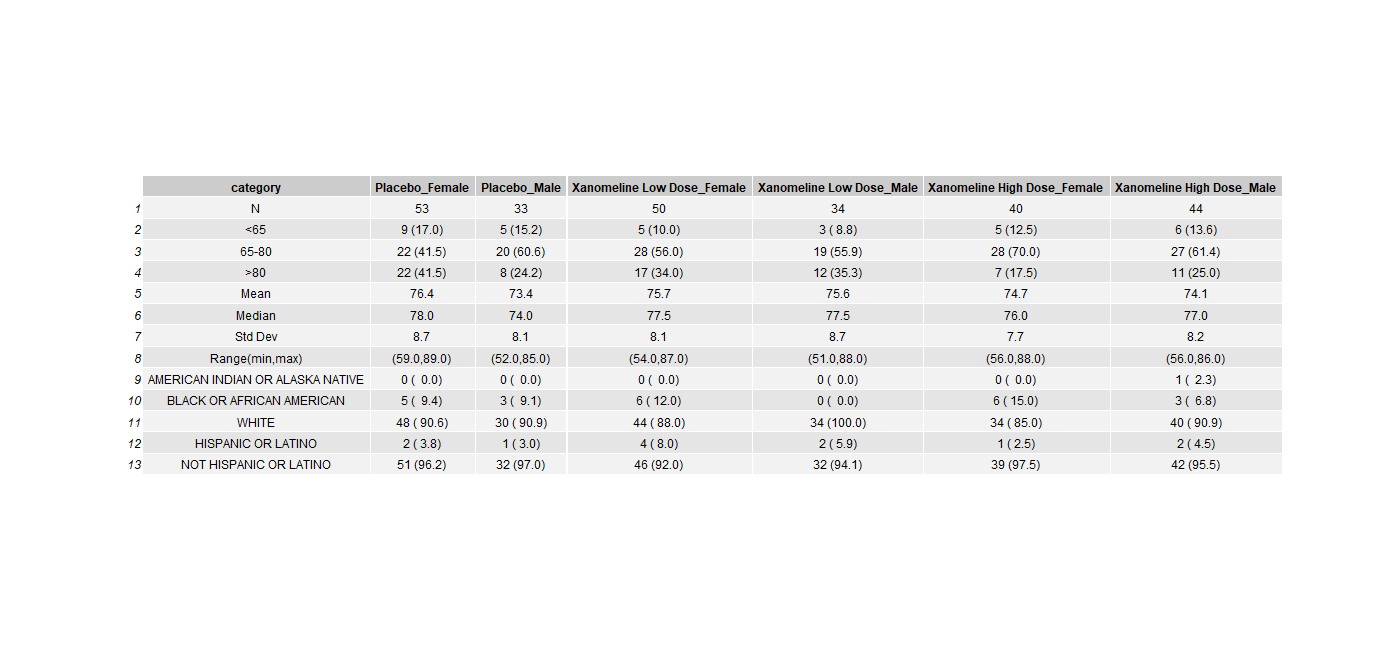 category Placebo_Female Placebo_Male Xanomeline Low Dose_Female Xanomeline Low Dose_Male Xanomeline High Dose_Female Xanomeline High Dose_Male
1 N 53 33 50 34 40 44
2 <65 9 (17.0) 5 (15.2) 5 (10.0) 3 ( 8.8) 5 (12.5) 6 (13.6)
3 65-80 22 (41.5) 20 (60.6) 28 (56.0) 19 (55.9) 28 (70.0) 27 (61.4)
4 >80 22 (41.5) 8 (24.2) 17 (34.0) 12 (35.3) 7 (17.5) 11 (25.0)
5 Mean 76.4 73.4 75.7 75.6 74.7 74.1
6 Median 78.0 74.0 77.5 77.5 76.0 77.0
7 Std Dev 8.7 8.1 8.1 8.7 7.7 8.2
8 Range(min,max) (59.0,89.0) (52.0,85.0) (54.0,87.0) (51.0,88.0) (56.0,88.0) (56.0,86.0)
9 AMERICAN INDIAN OR ALASKA NATIVE 0 (  0.0) 0 (  0.0) 0 (  0.0) 0 (  0.0) 0 (  0.0) 1 (  2.3)
10 BLACK OR AFRICAN AMERICAN 5 (  9.4) 3 (  9.1) 6 ( 12.0) 0 (  0.0) 6 ( 15.0) 3 (  6.8)
11 WHITE 48 ( 90.6) 30 ( 90.9) 44 ( 88.0) 34 (100.0) 34 ( 85.0) 40 ( 90.9)
12 HISPANIC OR LATINO 2 ( 3.8) 1 ( 3.0) 4 ( 8.0) 2 ( 5.9) 1 ( 2.5) 2 ( 4.5)
13 NOT HISPANIC OR LATINO 51 (96.2) 32 (97.0) 46 (92.0) 32 (94.1) 39 (97.5) 42 (95.5)